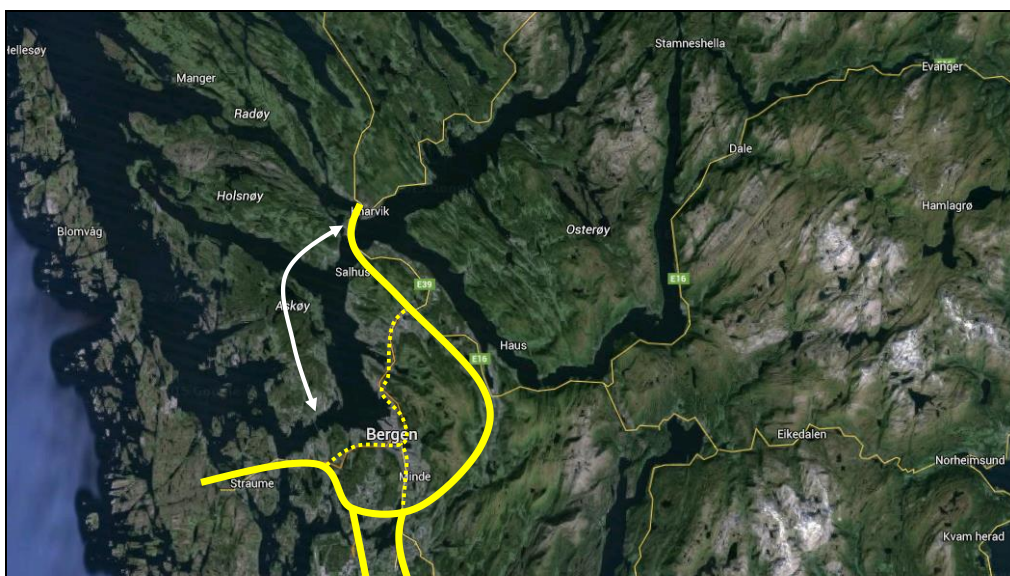 Hellesøy
Stamneshella
Evanger
Manger
Radøy
Dale
Holsnøy
Hamlagrø
Blomvåg
Osterøy
Salhus
E39
E16
Askøy
Haus
E16
Bergen
Eikedalen
Norheimsund
Straume
Minde
Kvam herad